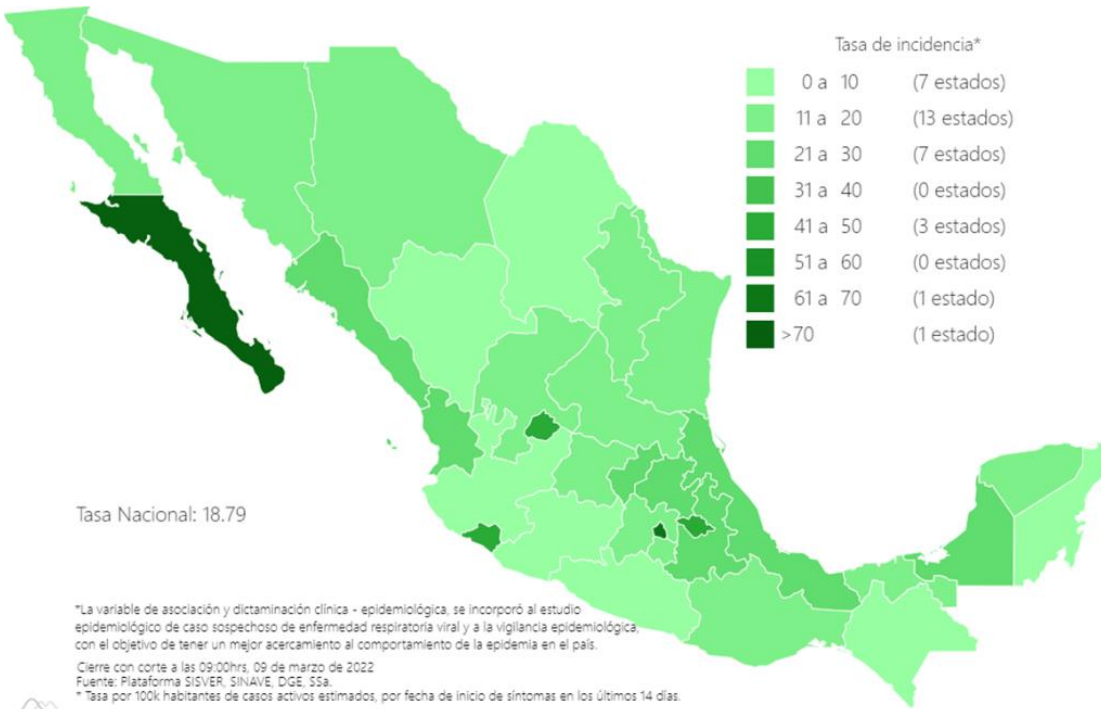 Tasa de incidencia*
0 a 10 (7 estados)
11 a 20 (13 estados)
21 a 30 (7 estados)
31 a 40 (0 estados)
41 a 50 (3 estados)
51 a 60 (0 estados)
61 a 70 (1 estado)
>70 (1 estado)
Tasa Nacional: 18.79
*La variable de asociación y dictaminación clínica - epidemiológica, se incorporó al estudio
epidemiológico de caso sospechoso de enfermedad respiratoria viral y a la vigilancia epidemiológica,
con el objetivo de tener un mejor acercamiento al comportamiento de la epidemia en el país.
Cierre con corte a las 09:00hrs, 09 de marzo de 2022
Fuente: Plataforma SISVER, SINAVE, DGE, SSa.
* Tasa por 100k habitantes de casos activos estimados, por fecha de inicio de síntomas en los últimos 14 días.